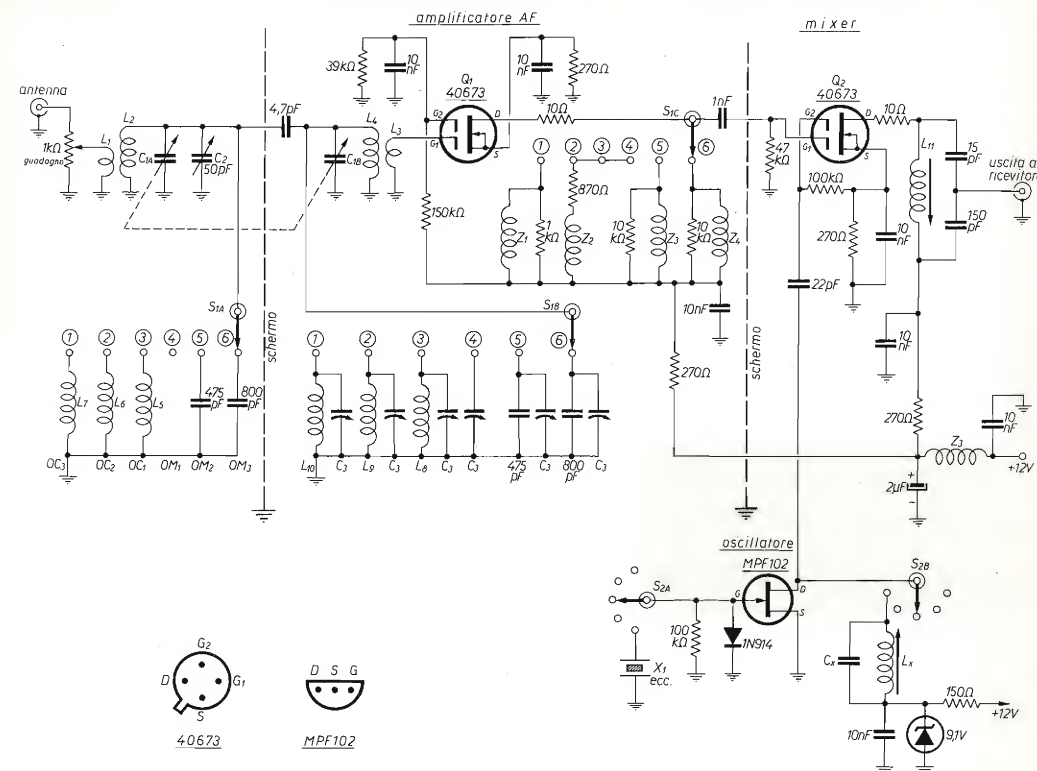 amplificatore AF
mixer
antenna
1kΩ
guadagno
L1
L2
C1A
C2
50pF
4,7pF
C1B
L4
L3
39kΩ
10
nF
Q1
40673
G2
G1
D
S
10
nF
270Ω
10Ω
S1C
1nF
47
kΩ
Q2
40673
G2
G1
D
S
10Ω
L11
15
pF
150
pF
uscita al
ricevitore
100kΩ
270Ω
10
nF
22pF
150kΩ
1
2
3
4
5
6
Z1
1
kΩ
870Ω
Z2
10
kΩ
Z3
10
kΩ
Z4
10nF
270Ω
10
nF
270Ω
Z3
10
nF
+12V
2µF
+
-
S1A
schermo
1
2
3
4
5
6
L7
L6
L5
475
pF
800
pF
OC3
OC2
OC1
OM1
OM2
OM3
S1B
1
2
3
4
5
6
L10
C3
L9
C3
L8
C3
C3
475
pF
C3
800
pF
C3
schermo
oscillatore
MPF102
S2A
G
D
S
100
kΩ
1N914
X1
ecc.
S2B
Cx
Lx
150Ω
+12V
10nF
9,1V
G2
D
G1
S
40673
D S G
MPF102